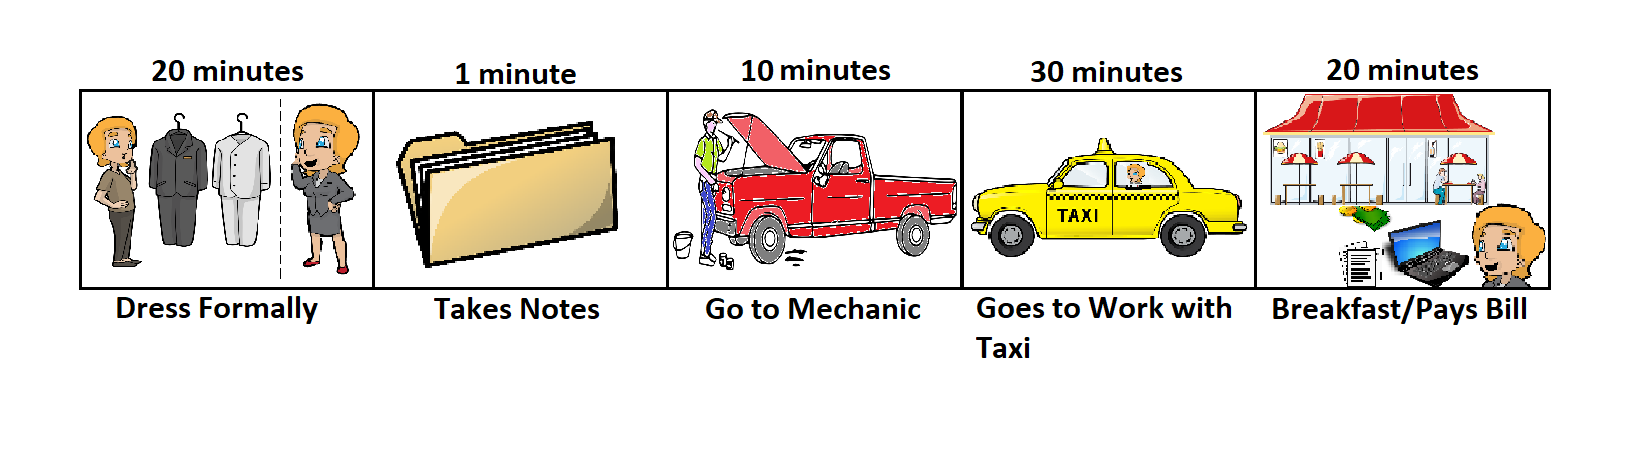 20 minutes
1 minute
10 minutes
30 minutes
20 minutes
TAXI
Dress Formally
Takes Notes
Go to Mechanic
Goes to Work with
Taxi
Breakfast/Pays Bill